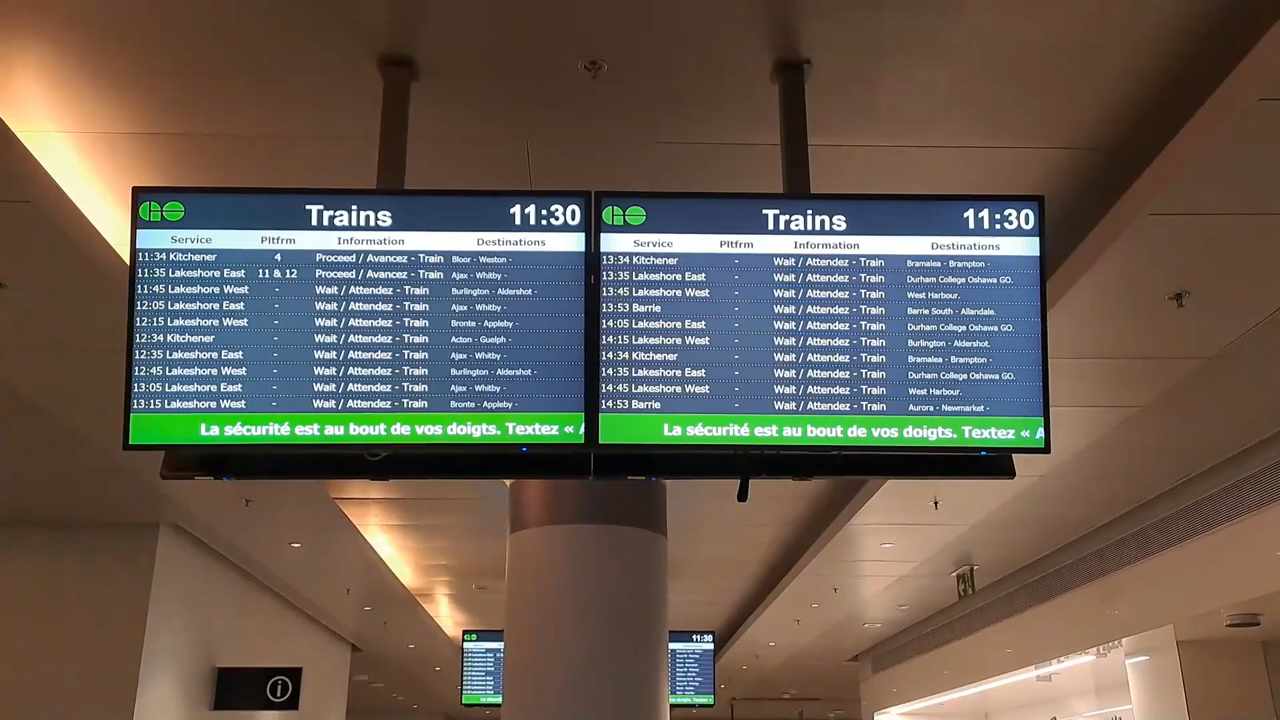 GO Trains 11:30
Service Pltfrm Information Destinations
11:34 Kitchener 4 Proceed / Avancez - Train Bloor - Weston -
11:35 Lakeshore East 11 & 12 Proceed / Avancez - Train Ajax - Whitby -
11:45 Lakeshore West - Wait / Attendez - Train Burlington - Aldershot -
12:05 Lakeshore East - Wait / Attendez - Train Ajax - Whitby -
12:15 Lakeshore West - Wait / Attendez - Train Bronte - Appleby -
12:34 Kitchener - Wait / Attendez - Train Acton - Guelph -
12:35 Lakeshore East - Wait / Attendez - Train Ajax - Whitby -
12:45 Lakeshore West - Wait / Attendez - Train Burlington - Aldershot -
13:05 Lakeshore East - Wait / Attendez - Train Ajax - Whitby -
13:15 Lakeshore West - Wait / Attendez - Train Bronte - Appleby -
La sécurité est au bout de vos doigts. Textez «
GO Trains 11:30
Service Pltfrm Information Destinations
13:34 Kitchener - Wait / Attendez - Train Bramalea - Brampton -
13:35 Lakeshore East - Wait / Attendez - Train Durham College Oshawa GO.
13:45 Lakeshore West - Wait / Attendez - Train West Harbour.
13:53 Barrie - Wait / Attendez - Train Barrie South - Allandale.
14:05 Lakeshore East - Wait / Attendez - Train Durham College Oshawa GO.
14:15 Lakeshore West - Wait / Attendez - Train Burlington - Aldershot.
14:34 Kitchener - Wait / Attendez - Train Bramalea - Brampton -
14:35 Lakeshore East - Wait / Attendez - Train Durham College Oshawa GO.
14:45 Lakeshore West - Wait / Attendez - Train West Harbour.
14:53 Barrie - Wait / Attendez - Train Aurora - Newmarket -
La sécurité est au bout de vos doigts. Textez «
GO 11:30